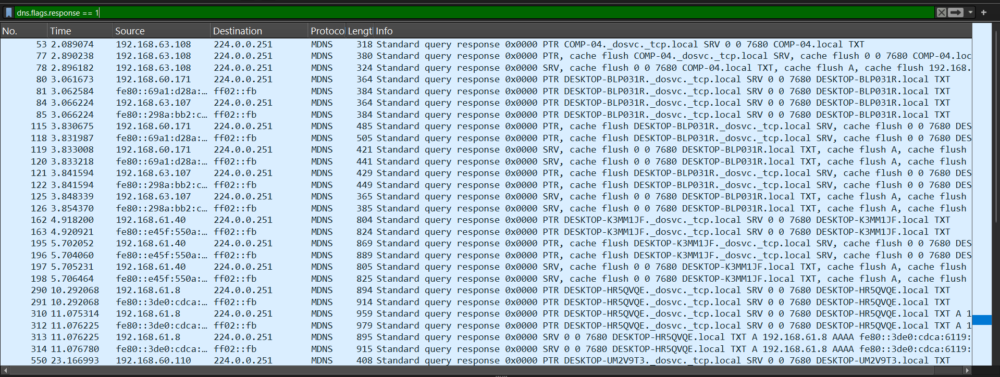 dns.flags.response == 1
No. Time Source Destination Protoco Lengt Info
53 2.089074 192.168.63.108 224.0.0.251 MDNS 318 Standard query response 0x0000 PTR COMP-04._dosvc._tcp.local SRV 0 0 7680 COMP-04.local TXT
77 2.890238 192.168.63.108 224.0.0.251 MDNS 380 Standard query response 0x0000 PTR, cache flush COMP-04._dosvc._tcp.local SRV, cache flush 0 0 7680 COMP-04.loc
78 2.896182 192.168.63.108 224.0.0.251 MDNS 324 Standard query response 0x0000 SRV, cache flush 0 0 7680 COMP-04.local TXT, cache flush A, cache flush 192.168.
80 3.061673 192.168.60.171 224.0.0.251 MDNS 364 Standard query response 0x0000 PTR DESKTOP-BLP031R._dosvc._tcp.local SRV 0 0 7680 DESKTOP-BLP031R.local TXT
81 3.062584 fe80::69a1:d28a:… ff02::fb MDNS 384 Standard query response 0x0000 PTR DESKTOP-BLP031R._dosvc._tcp.local SRV 0 0 7680 DESKTOP-BLP031R.local TXT
84 3.066224 192.168.63.107 224.0.0.251 MDNS 364 Standard query response 0x0000 PTR DESKTOP-BLP031R._dosvc._tcp.local SRV 0 0 7680 DESKTOP-BLP031R.local TXT
85 3.066224 fe80::298a:bb2:c… ff02::fb MDNS 384 Standard query response 0x0000 PTR DESKTOP-BLP031R._dosvc._tcp.local SRV 0 0 7680 DESKTOP-BLP031R.local TXT
115 3.830675 192.168.60.171 224.0.0.251 MDNS 485 Standard query response 0x0000 PTR, cache flush DESKTOP-BLP031R._dosvc._tcp.local SRV, cache flush 0 0 7680 DES
118 3.831987 fe80::69a1:d28a:… ff02::fb MDNS 505 Standard query response 0x0000 PTR, cache flush DESKTOP-BLP031R._dosvc._tcp.local SRV, cache flush 0 0 7680 DES
119 3.833008 192.168.60.171 224.0.0.251 MDNS 421 Standard query response 0x0000 SRV, cache flush 0 0 7680 DESKTOP-BLP031R.local TXT, cache flush A, cache flush
120 3.833218 fe80::69a1:d28a:… ff02::fb MDNS 441 Standard query response 0x0000 SRV, cache flush 0 0 7680 DESKTOP-BLP031R.local TXT, cache flush A, cache flush
121 3.841594 192.168.63.107 224.0.0.251 MDNS 429 Standard query response 0x0000 PTR, cache flush DESKTOP-BLP031R._dosvc._tcp.local SRV, cache flush 0 0 7680 DES
122 3.841594 fe80::298a:bb2:c… ff02::fb MDNS 449 Standard query response 0x0000 PTR, cache flush DESKTOP-BLP031R._dosvc._tcp.local SRV, cache flush 0 0 7680 DES
125 3.848339 192.168.63.107 224.0.0.251 MDNS 365 Standard query response 0x0000 SRV, cache flush 0 0 7680 DESKTOP-BLP031R.local TXT, cache flush A, cache flush
126 3.854370 fe80::298a:bb2:c… ff02::fb MDNS 385 Standard query response 0x0000 SRV, cache flush 0 0 7680 DESKTOP-BLP031R.local TXT, cache flush A, cache flush
162 4.918200 192.168.61.40 224.0.0.251 MDNS 804 Standard query response 0x0000 PTR DESKTOP-K3MM1JF._dosvc._tcp.local SRV 0 0 7680 DESKTOP-K3MM1JF.local TXT
163 4.920921 fe80::e45f:550a:… ff02::fb MDNS 824 Standard query response 0x0000 PTR DESKTOP-K3MM1JF._dosvc._tcp.local SRV 0 0 7680 DESKTOP-K3MM1JF.local TXT
195 5.702052 192.168.61.40 224.0.0.251 MDNS 869 Standard query response 0x0000 PTR, cache flush DESKTOP-K3MM1JF._dosvc._tcp.local SRV, cache flush 0 0 7680 DES
196 5.704060 fe80::e45f:550a:… ff02::fb MDNS 889 Standard query response 0x0000 PTR, cache flush DESKTOP-K3MM1JF._dosvc._tcp.local SRV, cache flush 0 0 7680 DES
197 5.705231 192.168.61.40 224.0.0.251 MDNS 805 Standard query response 0x0000 SRV, cache flush 0 0 7680 DESKTOP-K3MM1JF.local TXT, cache flush A, cache flush
198 5.706464 fe80::e45f:550a:… ff02::fb MDNS 825 Standard query response 0x0000 SRV, cache flush 0 0 7680 DESKTOP-K3MM1JF.local TXT, cache flush A, cache flush
290 10.292068 192.168.61.8 224.0.0.251 MDNS 894 Standard query response 0x0000 PTR DESKTOP-HR5QVQE._dosvc._tcp.local SRV 0 0 7680 DESKTOP-HR5QVQE.local TXT
291 10.292068 fe80::3de0:cdca:… ff02::fb MDNS 914 Standard query response 0x0000 PTR DESKTOP-HR5QVQE._dosvc._tcp.local SRV 0 0 7680 DESKTOP-HR5QVQE.local TXT
310 11.075314 192.168.61.8 224.0.0.251 MDNS 959 Standard query response 0x0000 PTR DESKTOP-HR5QVQE._dosvc._tcp.local SRV 0 0 7680 DESKTOP-HR5QVQE.local TXT A 1
312 11.076225 fe80::3de0:cdca:… ff02::fb MDNS 979 Standard query response 0x0000 PTR DESKTOP-HR5QVQE._dosvc._tcp.local SRV 0 0 7680 DESKTOP-HR5QVQE.local TXT A 1
313 11.076225 192.168.61.8 224.0.0.251 MDNS 895 Standard query response 0x0000 SRV 0 0 7680 DESKTOP-HR5QVQE.local TXT A 192.168.61.8 AAAA fe80::3de0:cdca:6119:
314 11.076780 fe80::3de0:cdca:… ff02::fb MDNS 915 Standard query response 0x0000 SRV 0 0 7680 DESKTOP-HR5QVQE.local TXT A 192.168.61.8 AAAA fe80::3de0:cdca:6119:
550 23.166993 192.168.60.110 224.0.0.251 MDNS 408 Standard query response 0x0000 PTR DESKTOP-UM2V9T3._dosvc._tcp.local SRV 0 0 7680 DESKTOP-UM2V9T3.local TXT